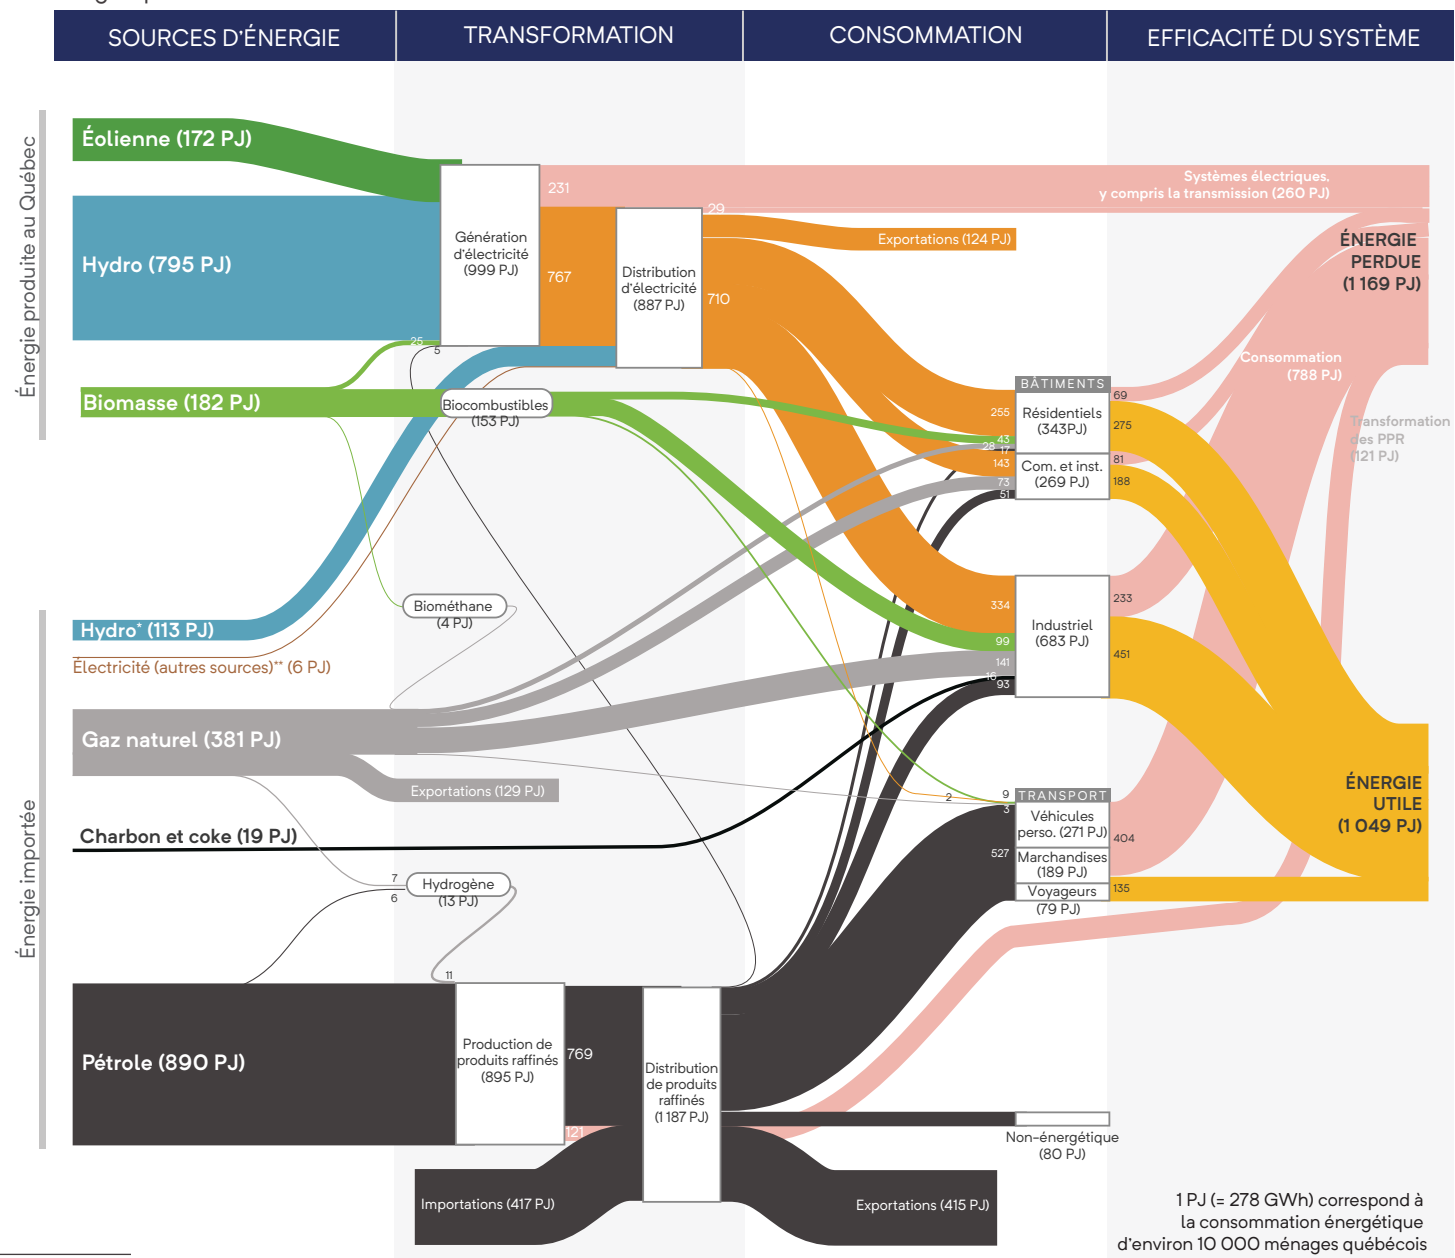 SOURCES D'ÉNERGIE
TRANSFORMATION
CONSOMMATION
EFFICACITÉ DU SYSTÈME
Énergie produite au Québec
Éolienne (172 PJ)
Hydro (795 PJ)
25
5
Biomasse (182 PJ)
Génération
d'électricité
(999 PJ)
231
767
Distribution
d'électricité
(887 PJ)
29
710
Exportations (124 PJ)
Systèmes électriques.
y compris la transmission (260 PJ)
ÉNERGIE
PERDUE
(1 169 PJ)
Consommation
(788 PJ)
Transformation
des PPR
(121 PJ)
Biocombustibles
(153 PJ)
BÂTIMENTS
255
43
28
17
Résidentiels
(343PJ)
69
275
143
73
51
Com. et inst.
(269 PJ)
81
188
Énergie importée
Hydro* (113 PJ)
Électricité (autres sources)** (6 PJ)
Biométhane
(4 PJ)
334
99
141
16
93
Industriel
(683 PJ)
233
451
Gaz naturel (381 PJ)
Exportations (129 PJ)
Charbon et coke (19 PJ)
7
6
Hydrogène
(13 PJ)
11
2
9
3
527
TRANSPORT
Véhicules
perso. (271 PJ)
Marchandises
(189 PJ)
Voyageurs
(79 PJ)
404
135
ÉNERGIE
UTILE
(1 049 PJ)
Pétrole (890 PJ)
Production de
produits raffinés
(895 PJ)
769
121
Distribution
de produits
raffinés
(1 187 PJ)
Non-énergétique
(80 PJ)
Importations (417 PJ)
Exportations (415 PJ)
1 PJ (= 278 GWh) correspond à
la consommation énergétique
d'environ 10 000 ménages québécois